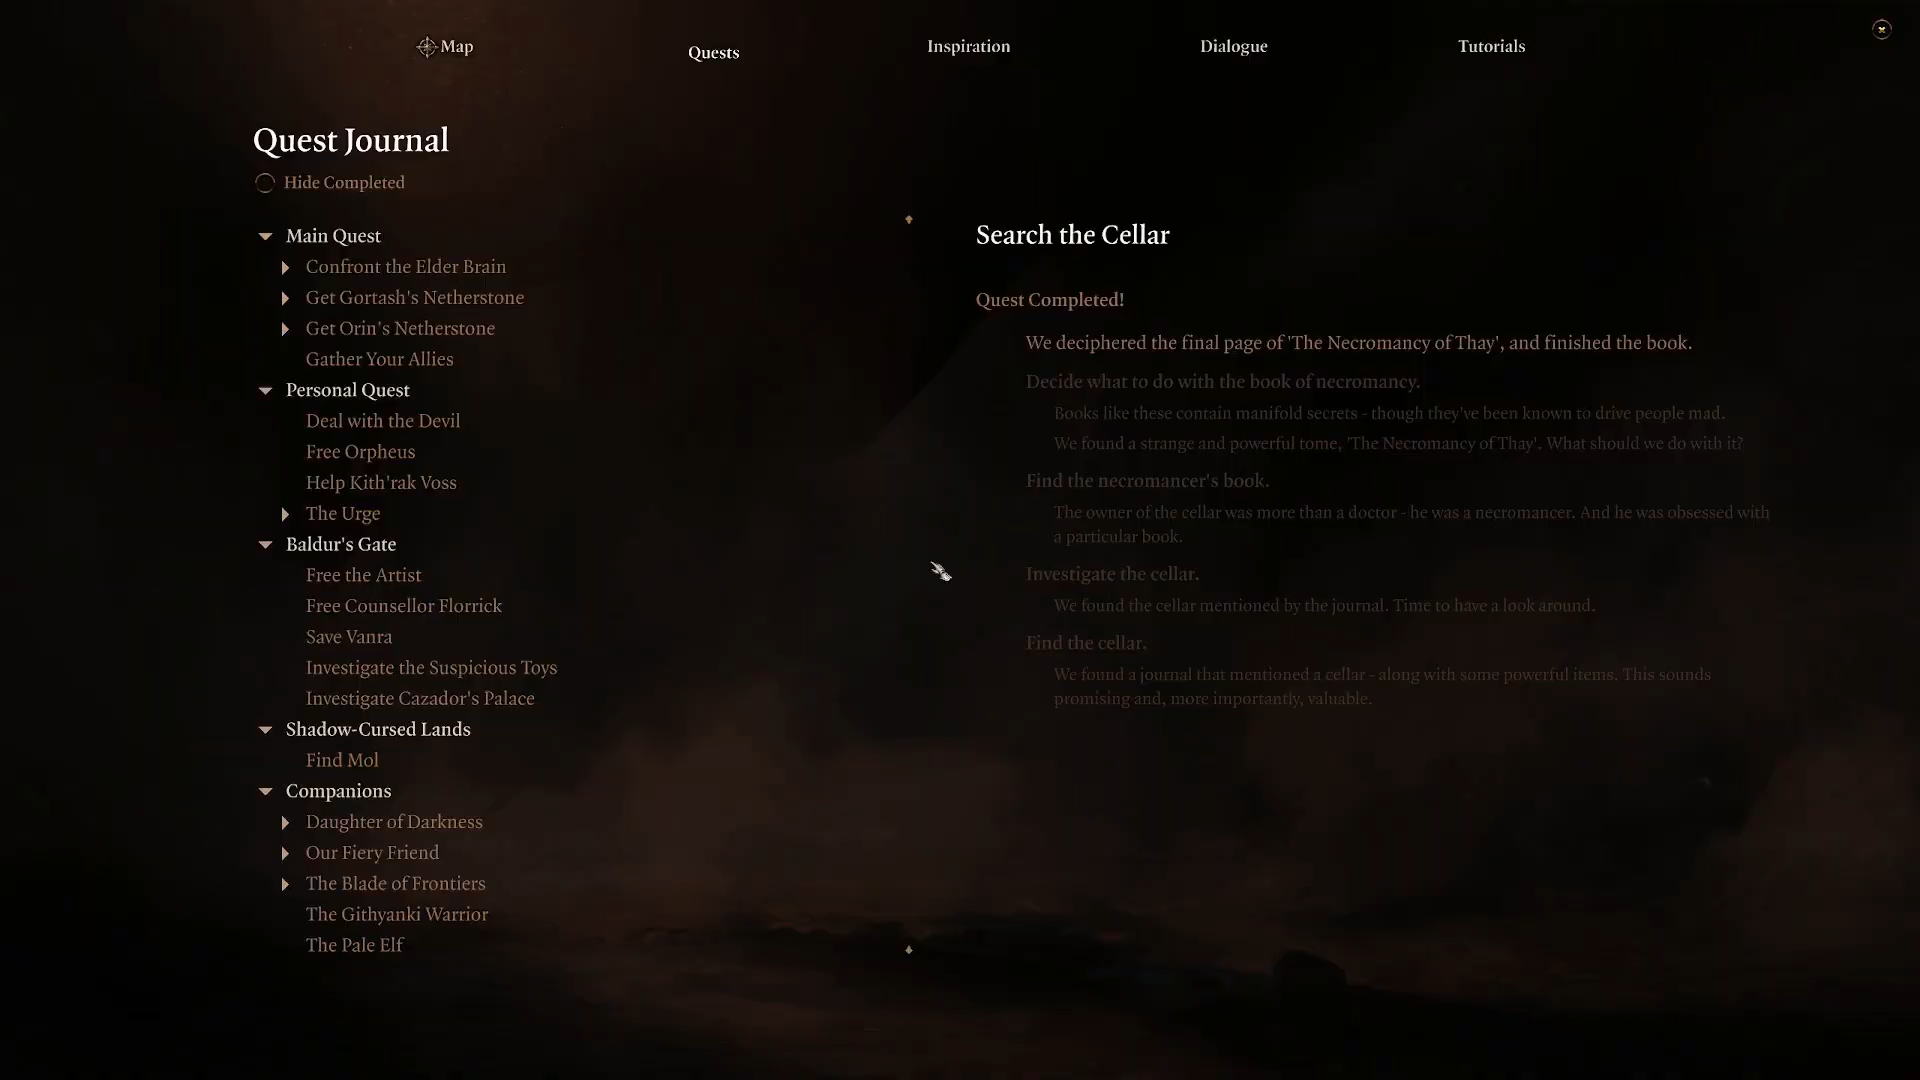 Map
Quests
Inspiration
Dialogue
Tutorials
Quest Journal
Hide Completed
Main Quest
Confront the Elder Brain
Get Gortash's Netherstone
Get Orin's Netherstone
Gather Your Allies
Personal Quest
Deal with the Devil
Free Orpheus
Help Kith'rak Voss
The Urge
Baldur's Gate
Free the Artist
Free Counsellor Florrick
Save Vanra
Investigate the Suspicious Toys
Investigate Cazador's Palace
Shadow-Cursed Lands
Find Mol
Companions
Daughter of Darkness
Our Fiery Friend
The Blade of Frontiers
The Githyanki Warrior
The Pale Elf
Search the Cellar
Quest Completed!
We deciphered the final page of 'The Necromancy of Thay', and finished the book.
Decide what to do with the book of necromancy.
Books like these contain manifold secrets - though they've been known to drive people mad.
We found a strange and powerful tome, 'The Necromancy of Thay'. What should we do with it?
Find the necromancer's book.
The owner of the cellar was more than a doctor - he was a necromancer. And he was obsessed with
a particular book.
Investigate the cellar.
We found the cellar mentioned by the journal. Time to have a look around.
Find the cellar.
We found a journal that mentioned a cellar - along with some powerful items. This sounds
promising and, more importantly, valuable.